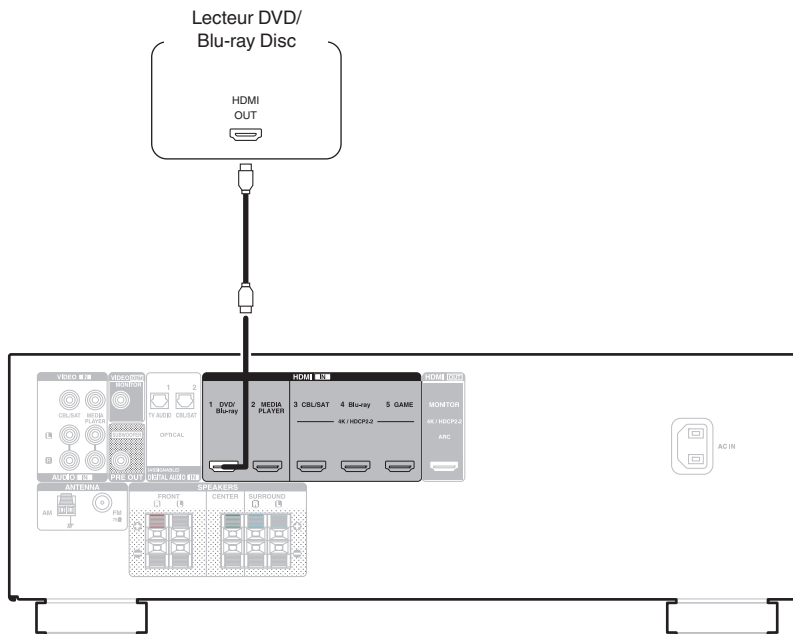 Lecteur DVD/
Blu-ray Disc
HDMI
OUT
VIDEO IN
VIDEO OUT
MONITOR
1 2
CBL/SAT MEDIA
PLAYER
TV AUDIO CBL/SAT
SUBWOOFER
OPTICAL
L
R
ASSIGNABLE
AUDIO IN
PRE OUT
DIGITAL AUDIO IN
HDMI IN
1 DVD/
Blu-ray
2 MEDIA
PLAYER
3 CBL/SAT
4 Blu-ray
5 GAME
4K / HDCP2.2
HDMI OUT
MONITOR
4K / HDCP2.2
ARC
AC IN
ANTENNA
AM
FM
75Ω
SPEAKERS
FRONT
CENTER
SURROUND
R L
R L